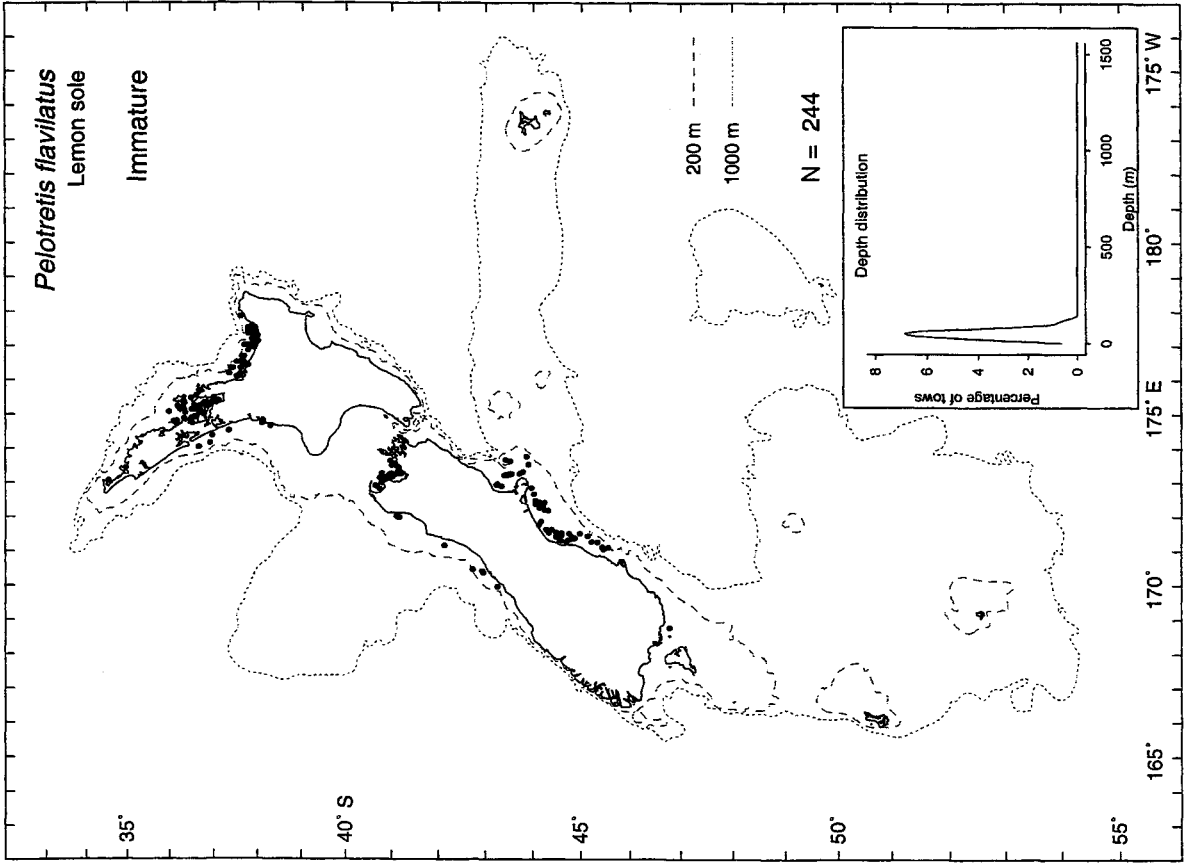 Pelotretis flavilatus
Lemon sole
Immature
35°
40° S
45°
50°
55°
165°
170°
175° E
180°
175° W
200 m
1000 m
N = 244
Depth distribution
Percentage of tows
8
6
4
2
0
0
500
1000
1500
Depth (m)